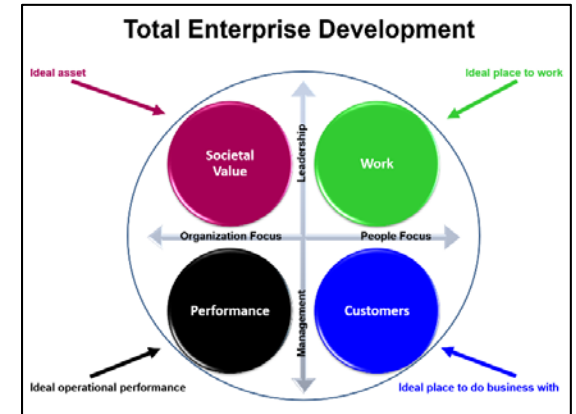 Total Enterprise Development
Ideal asset
Ideal place to work
Societal
Value
Leadership
Work
Organization Focus
People Focus
Performance
Management
Customers
Ideal operational performance
Ideal place to do business with